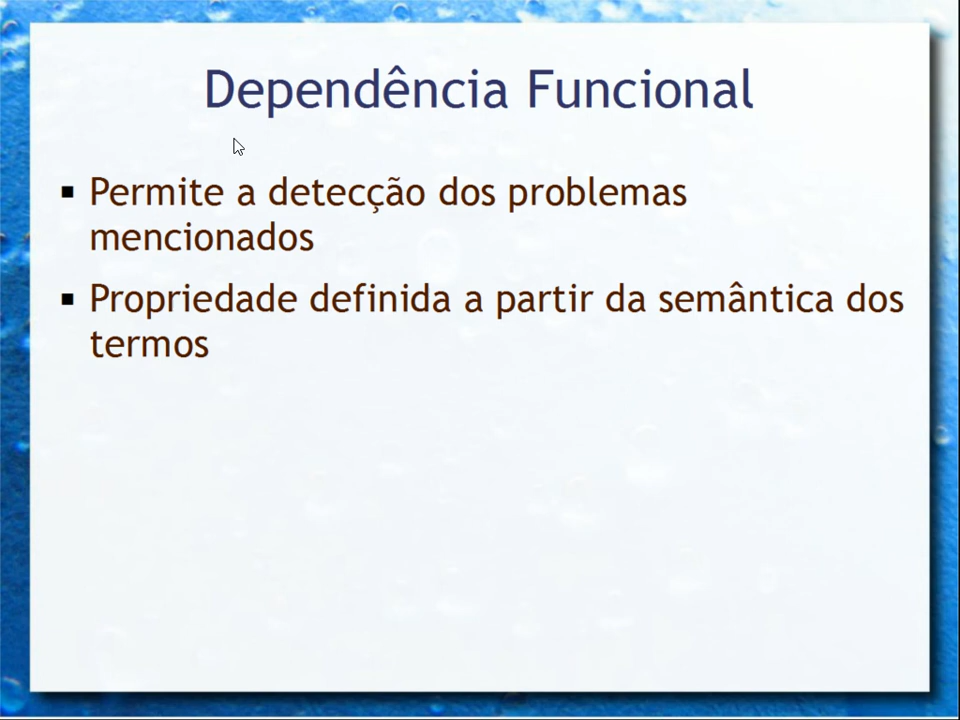 Dependência Funcional
▪ Permite a detecção dos problemas
mencionados
▪ Propriedade definida a partir da semântica dos
termos